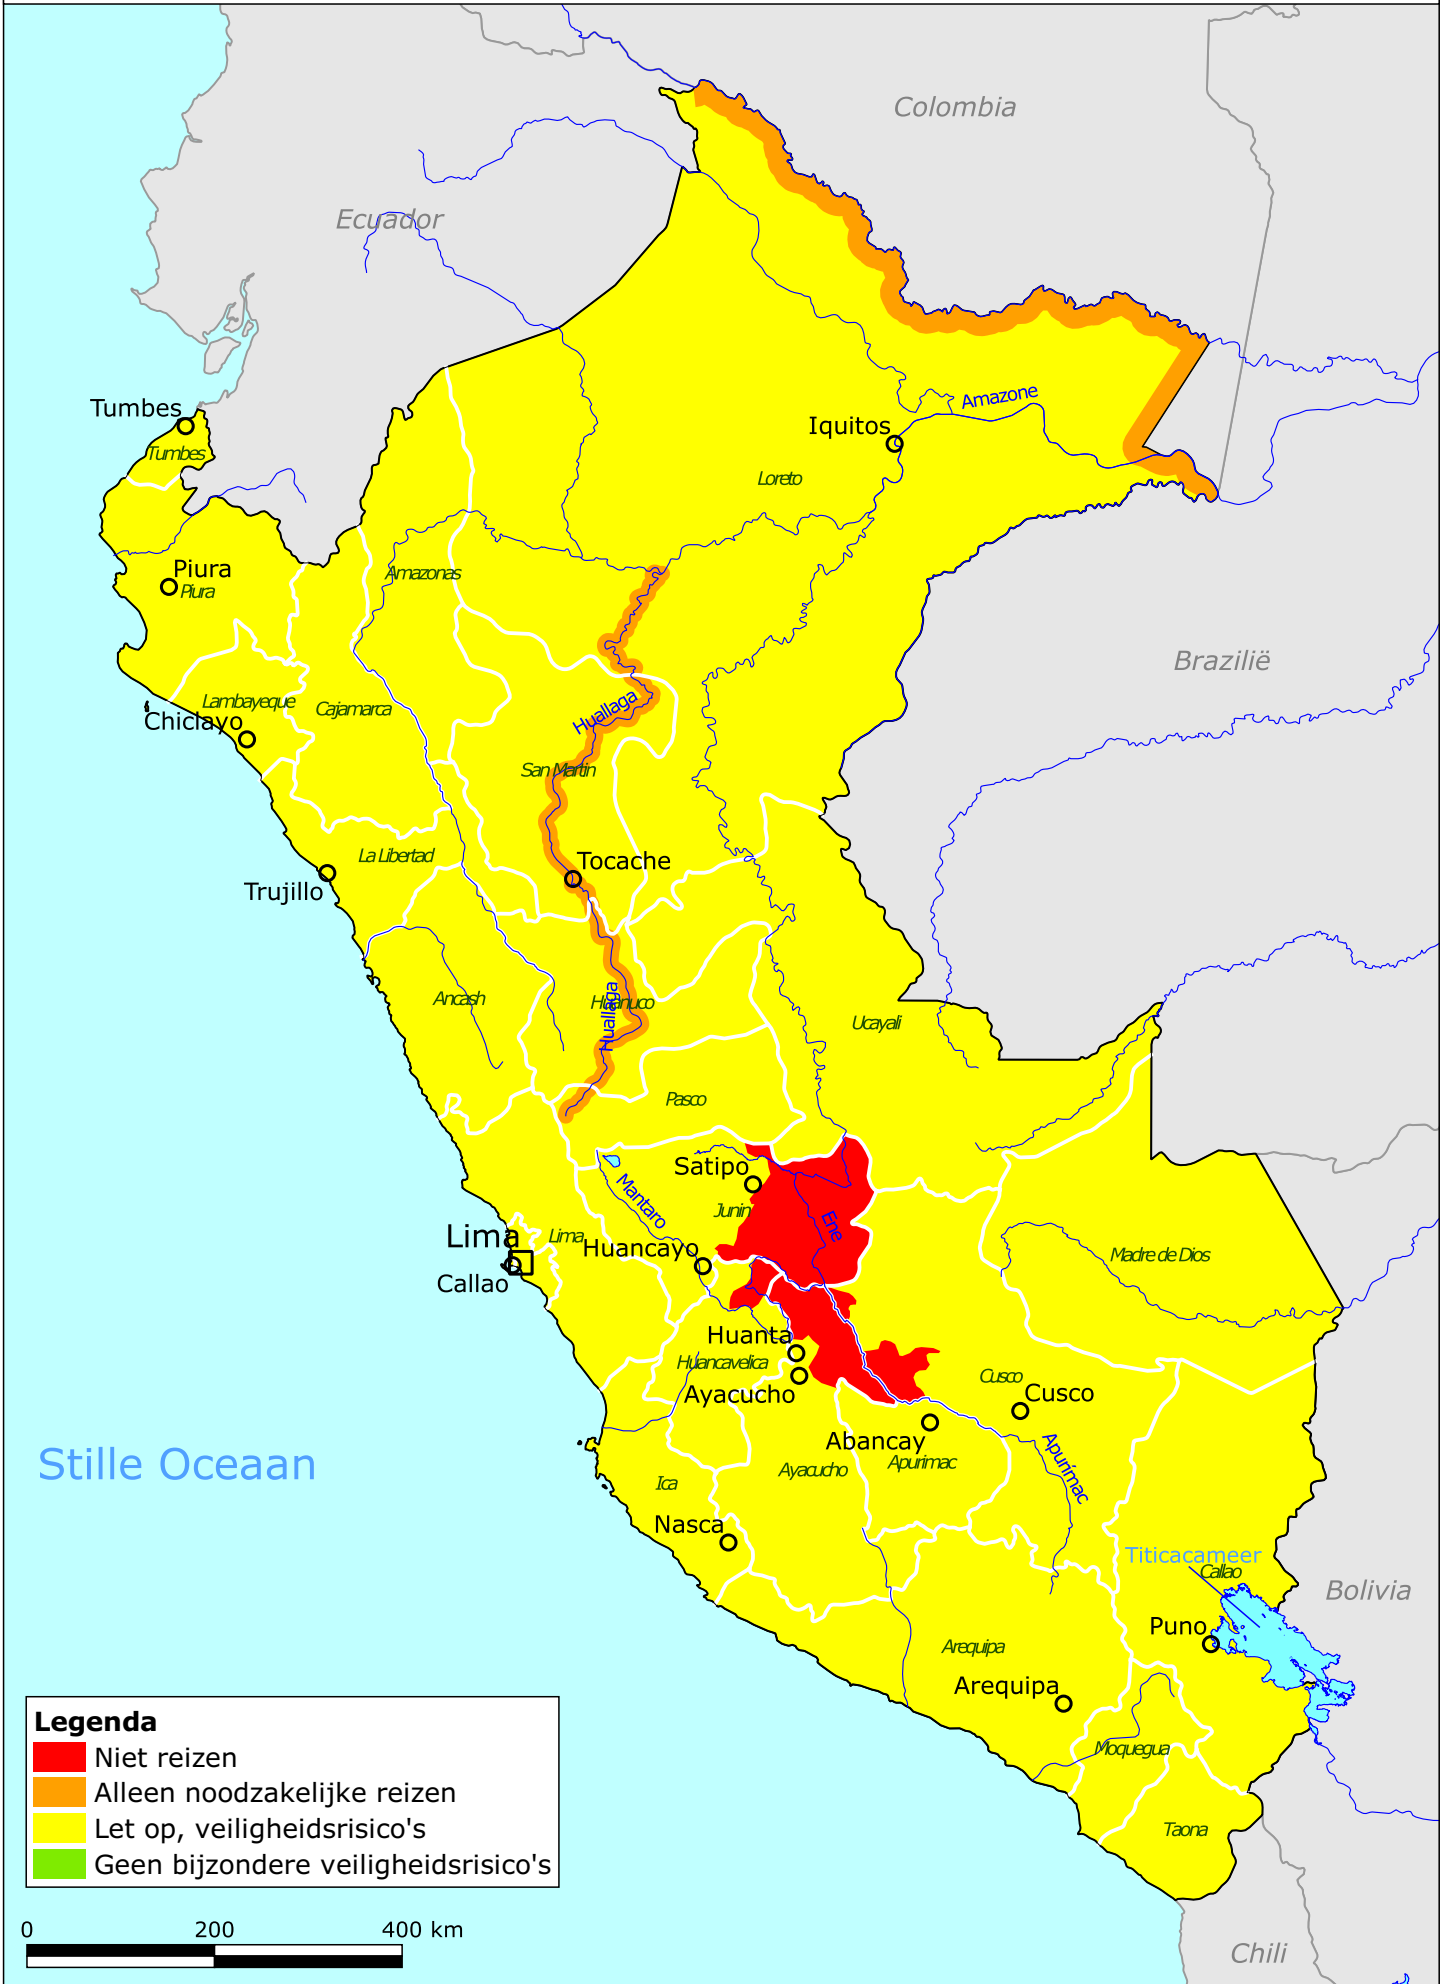 Colombia
Ecuador
Amazone
Tumbes
Iquitos
Tumbes
Loreto
Piura
Amazonas
Piura
Brazilië
Lambayeque
Cajamarca
Huallaga
Chiclayo
San Martin
La Libertad
Tocache
Trujillo
Ancash
Huanuco
Huallaga
Ucayali
Pasco
Satipo
Mantaro
Junin
Ene
Lima
Lima
Huancayo
Madre de Dios
Callao
Huanta
Huancavelica
Cusco
Ayacucho
Cusco
Abancay
Apurimac
Apurímac
Stille Oceaan
Ayacucho
Ica
Nasca
Titicacameer
Callao
Bolivia
Puno
Arequipa
Arequipa
Moquegua
Taona
Legenda
Niet reizen
Alleen noodzakelijke reizen
Let op, veiligheidsrisico's
Geen bijzondere veiligheidsrisico's
0 200 400 km
Chili